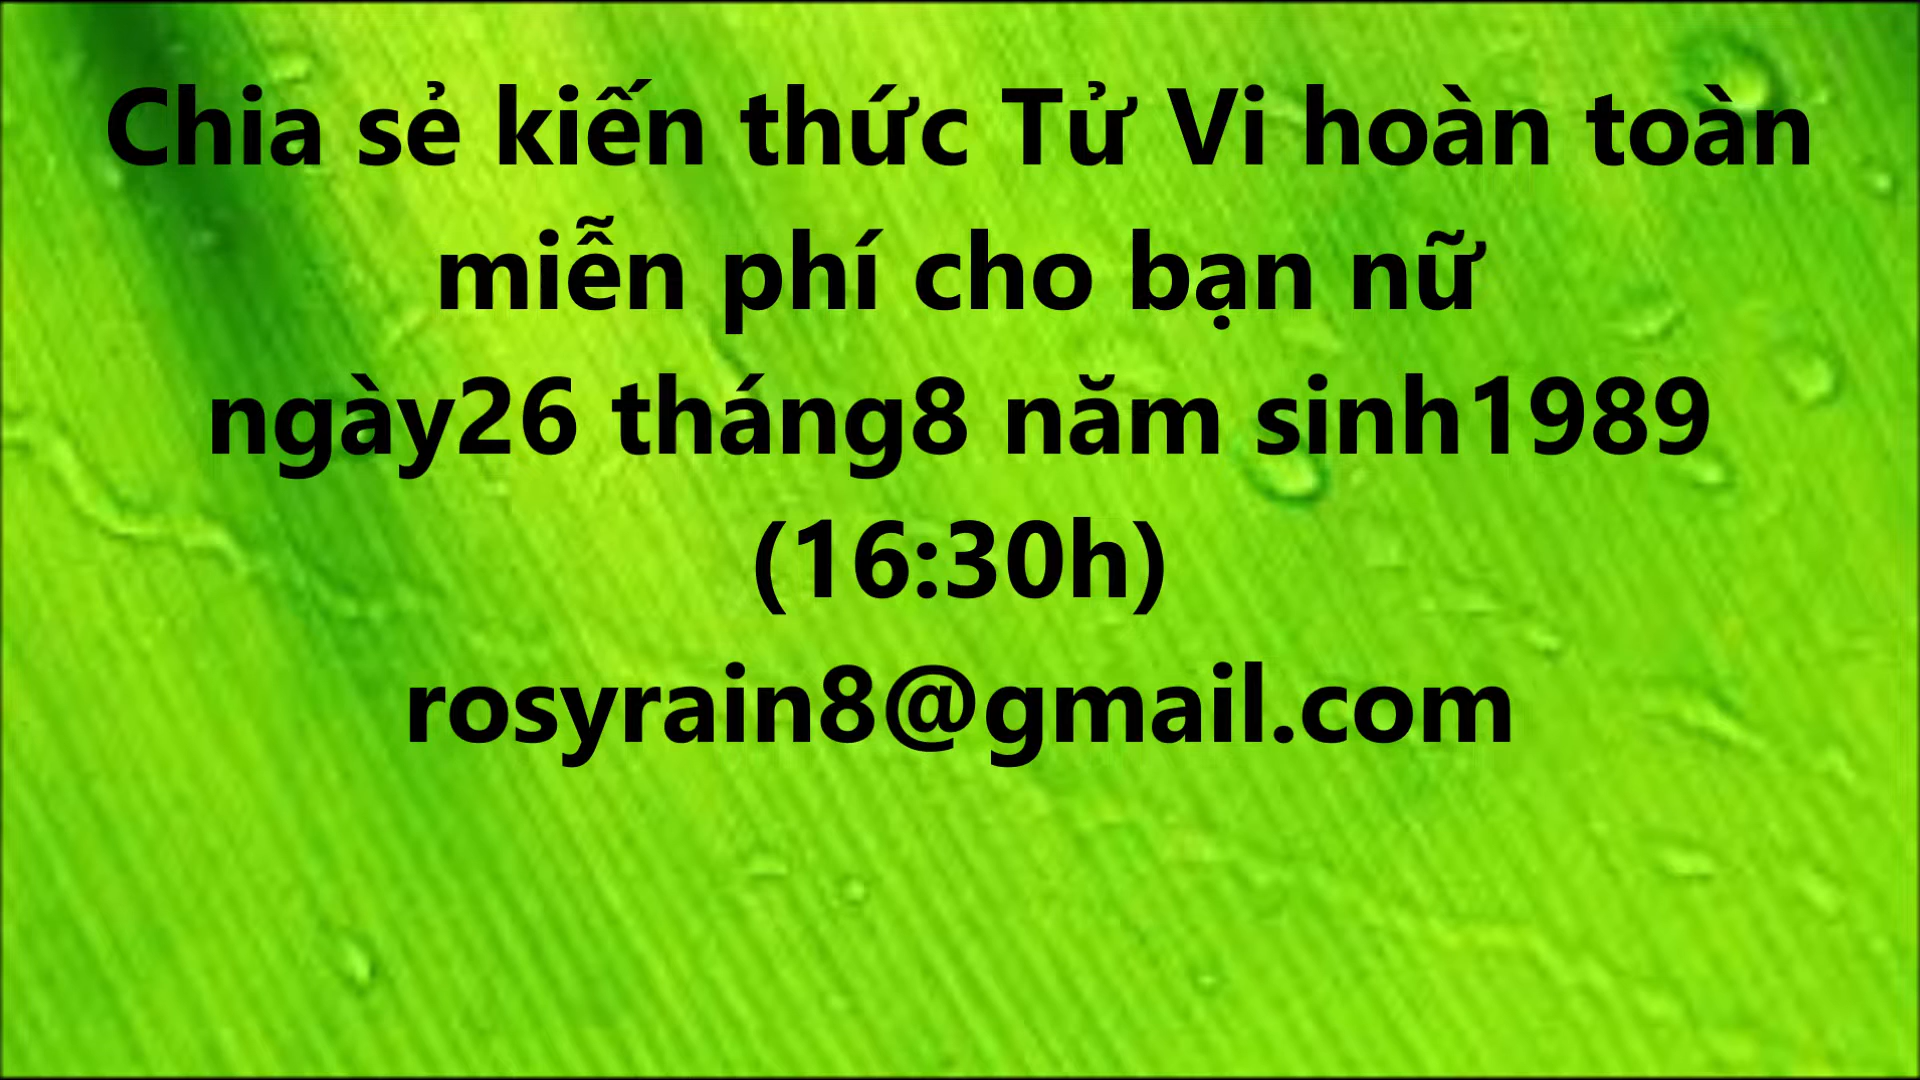 Chia sẻ kiến thức Tử Vi hoàn toàn
miễn phí cho bạn nữ
ngày26 tháng8 năm sinh1989
(16:30h)
rosyrain8@gmail.com